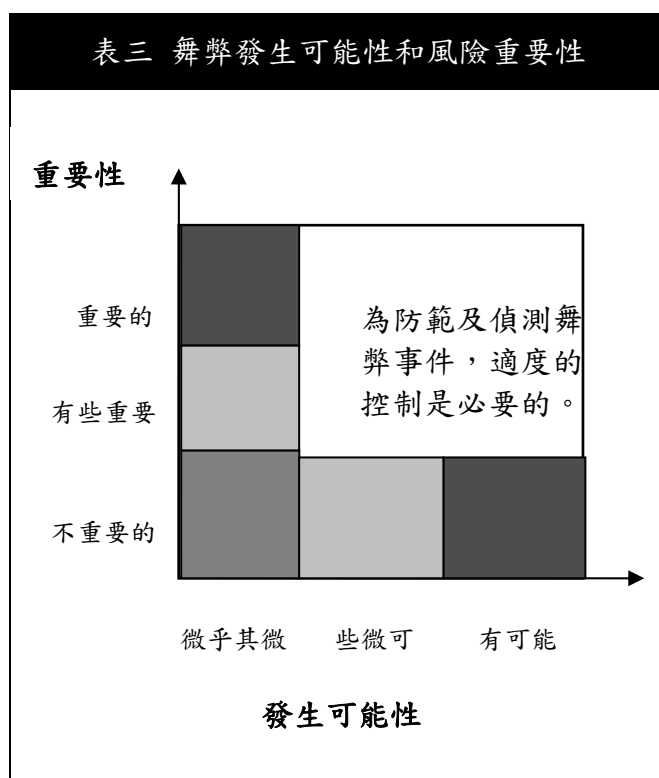 表三 舞弊發生可能性和風險重要性
重要性
重要的
為防範及偵測舞
弊事件，適度的
控制是必要的。
有些重要
不重要的
微乎其微 些微可 有可能
發生可能性